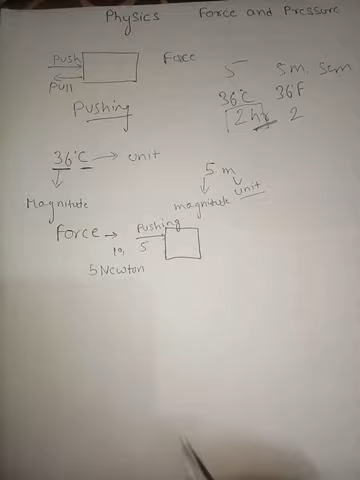 Physics Force and Pressure
Push Force
Pull
Pushing
5 5m. 5cm
36°C 36F
2 hr 2
36°C → unit
5 m
Magnitude
magnitude unit
Force → Pushing
10, 5
5 Newton